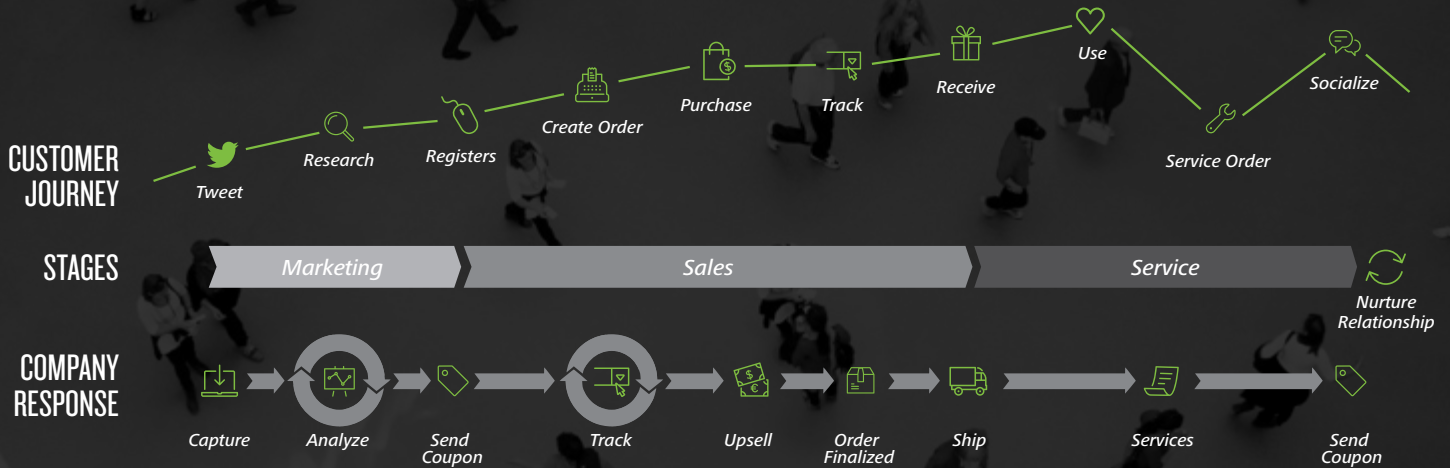 CUSTOMER
JOURNEY
Tweet
Research
Registers
Create Order
Purchase
Track
Receive
Use
Service Order
Socialize
STAGES
Marketing
Sales
Service
Nurture
Relationship
COMPANY
RESPONSE
Capture
Analyze
Send
Coupon
Track
Upsell
Order
Finalized
Ship
Services
Send
Coupon